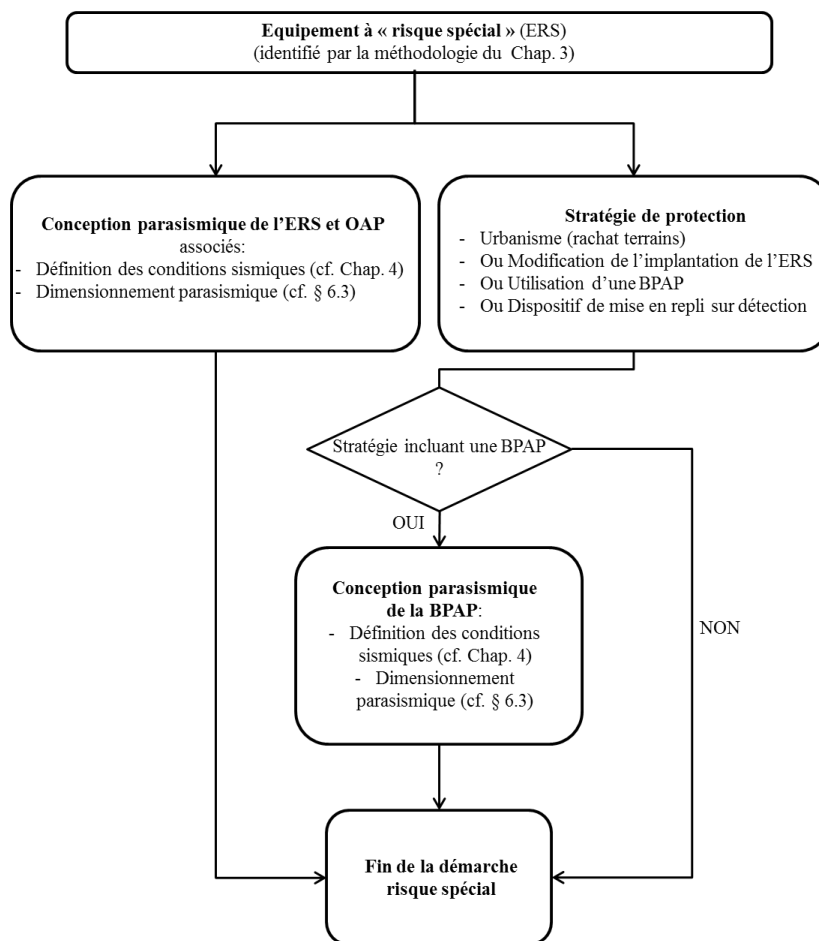 Equipement à « risque spécial » (ERS)
(identifié par la méthodologie du Chap. 3)
Conception parasismique de l'ERS et OAP
associés:
- Définition des conditions sismiques (cf. Chap. 4)
- Dimensionnement parasismique (cf. § 6.3)
Stratégie de protection
- Urbanisme (rachat terrains)
- Ou Modification de l'implantation de l'ERS
- Ou Utilisation d'une BPAP
- Ou Dispositif de mise en repli sur détection
Stratégie incluant une BPAP
?
OUI
NON
Conception parasismique
de la BPAP:
- Définition des conditions
sismiques (cf. Chap. 4)
- Dimensionnement
parasismique (cf. § 6.3)
Fin de la démarche
risque spécial